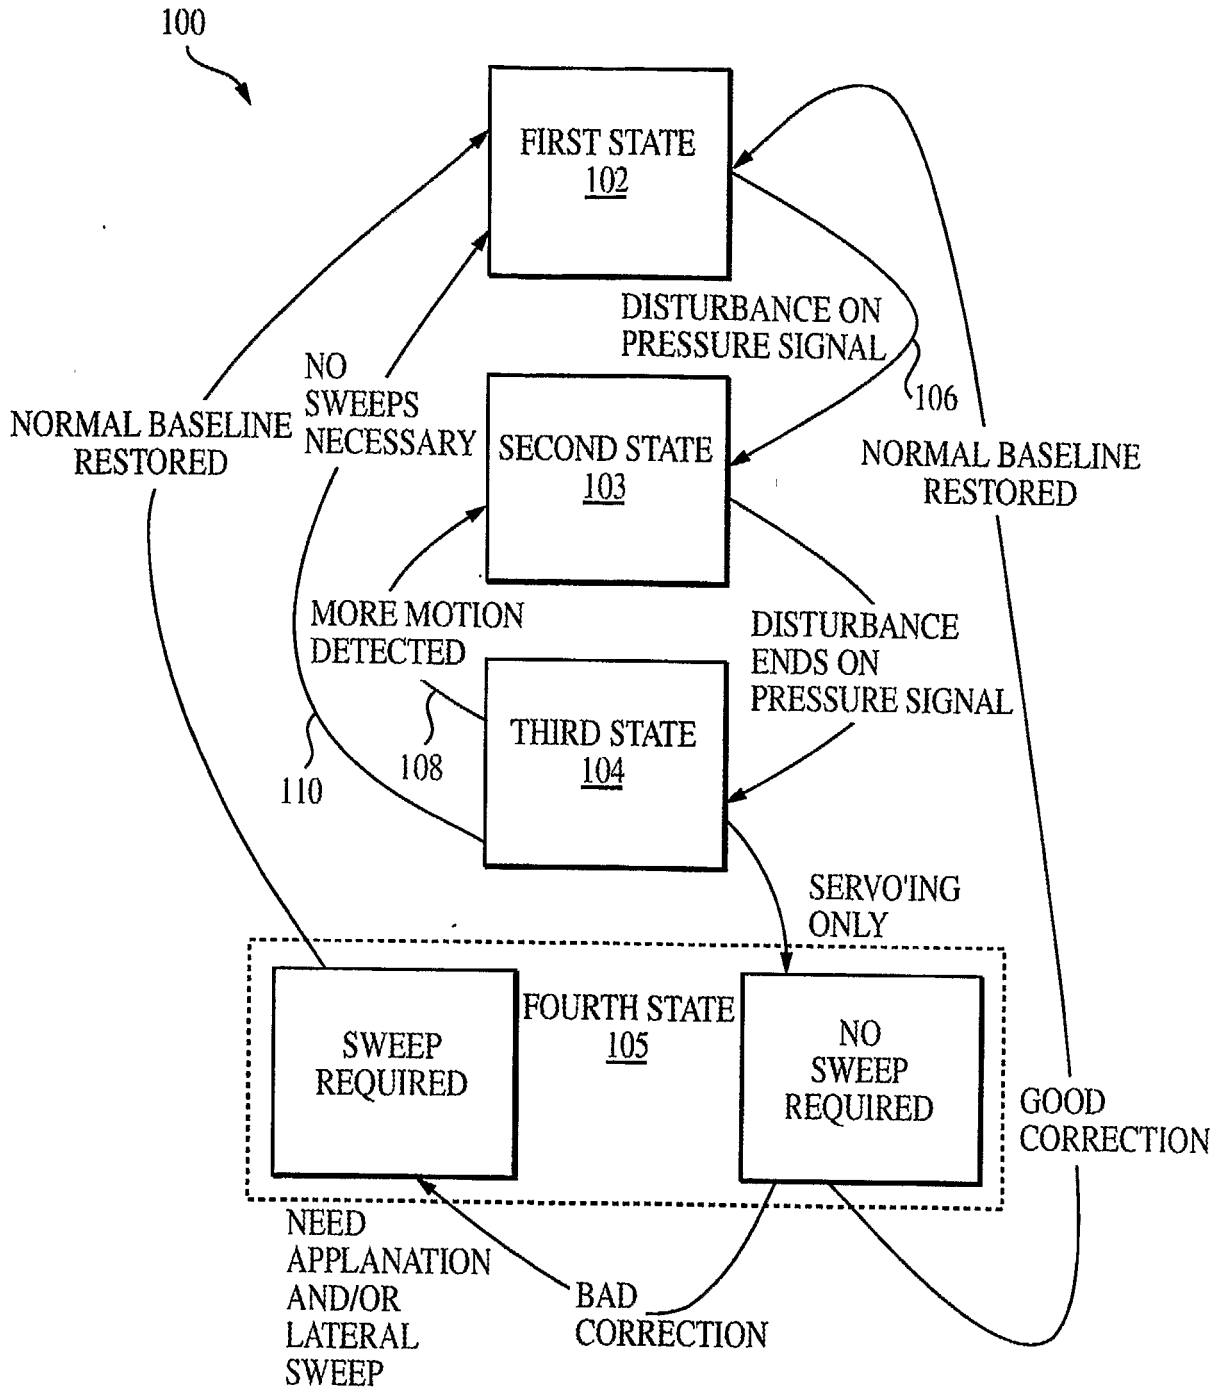 100
FIRST STATE
102
DISTURBANCE ON
PRESSURE SIGNAL
106
NO
SWEEPS
NECESSARY
NORMAL BASELINE
RESTORED
SECOND STATE
103
NORMAL BASELINE
RESTORED
MORE MOTION
DETECTED
DISTURBANCE
ENDS ON
PRESSURE SIGNAL
THIRD STATE
104
108
110
SERVO'ING
ONLY
FOURTH STATE
105
SWEEP
REQUIRED
NO
SWEEP
REQUIRED
GOOD
CORRECTION
NEED
APPLANATION
AND/OR
LATERAL
SWEEP
BAD
CORRECTION